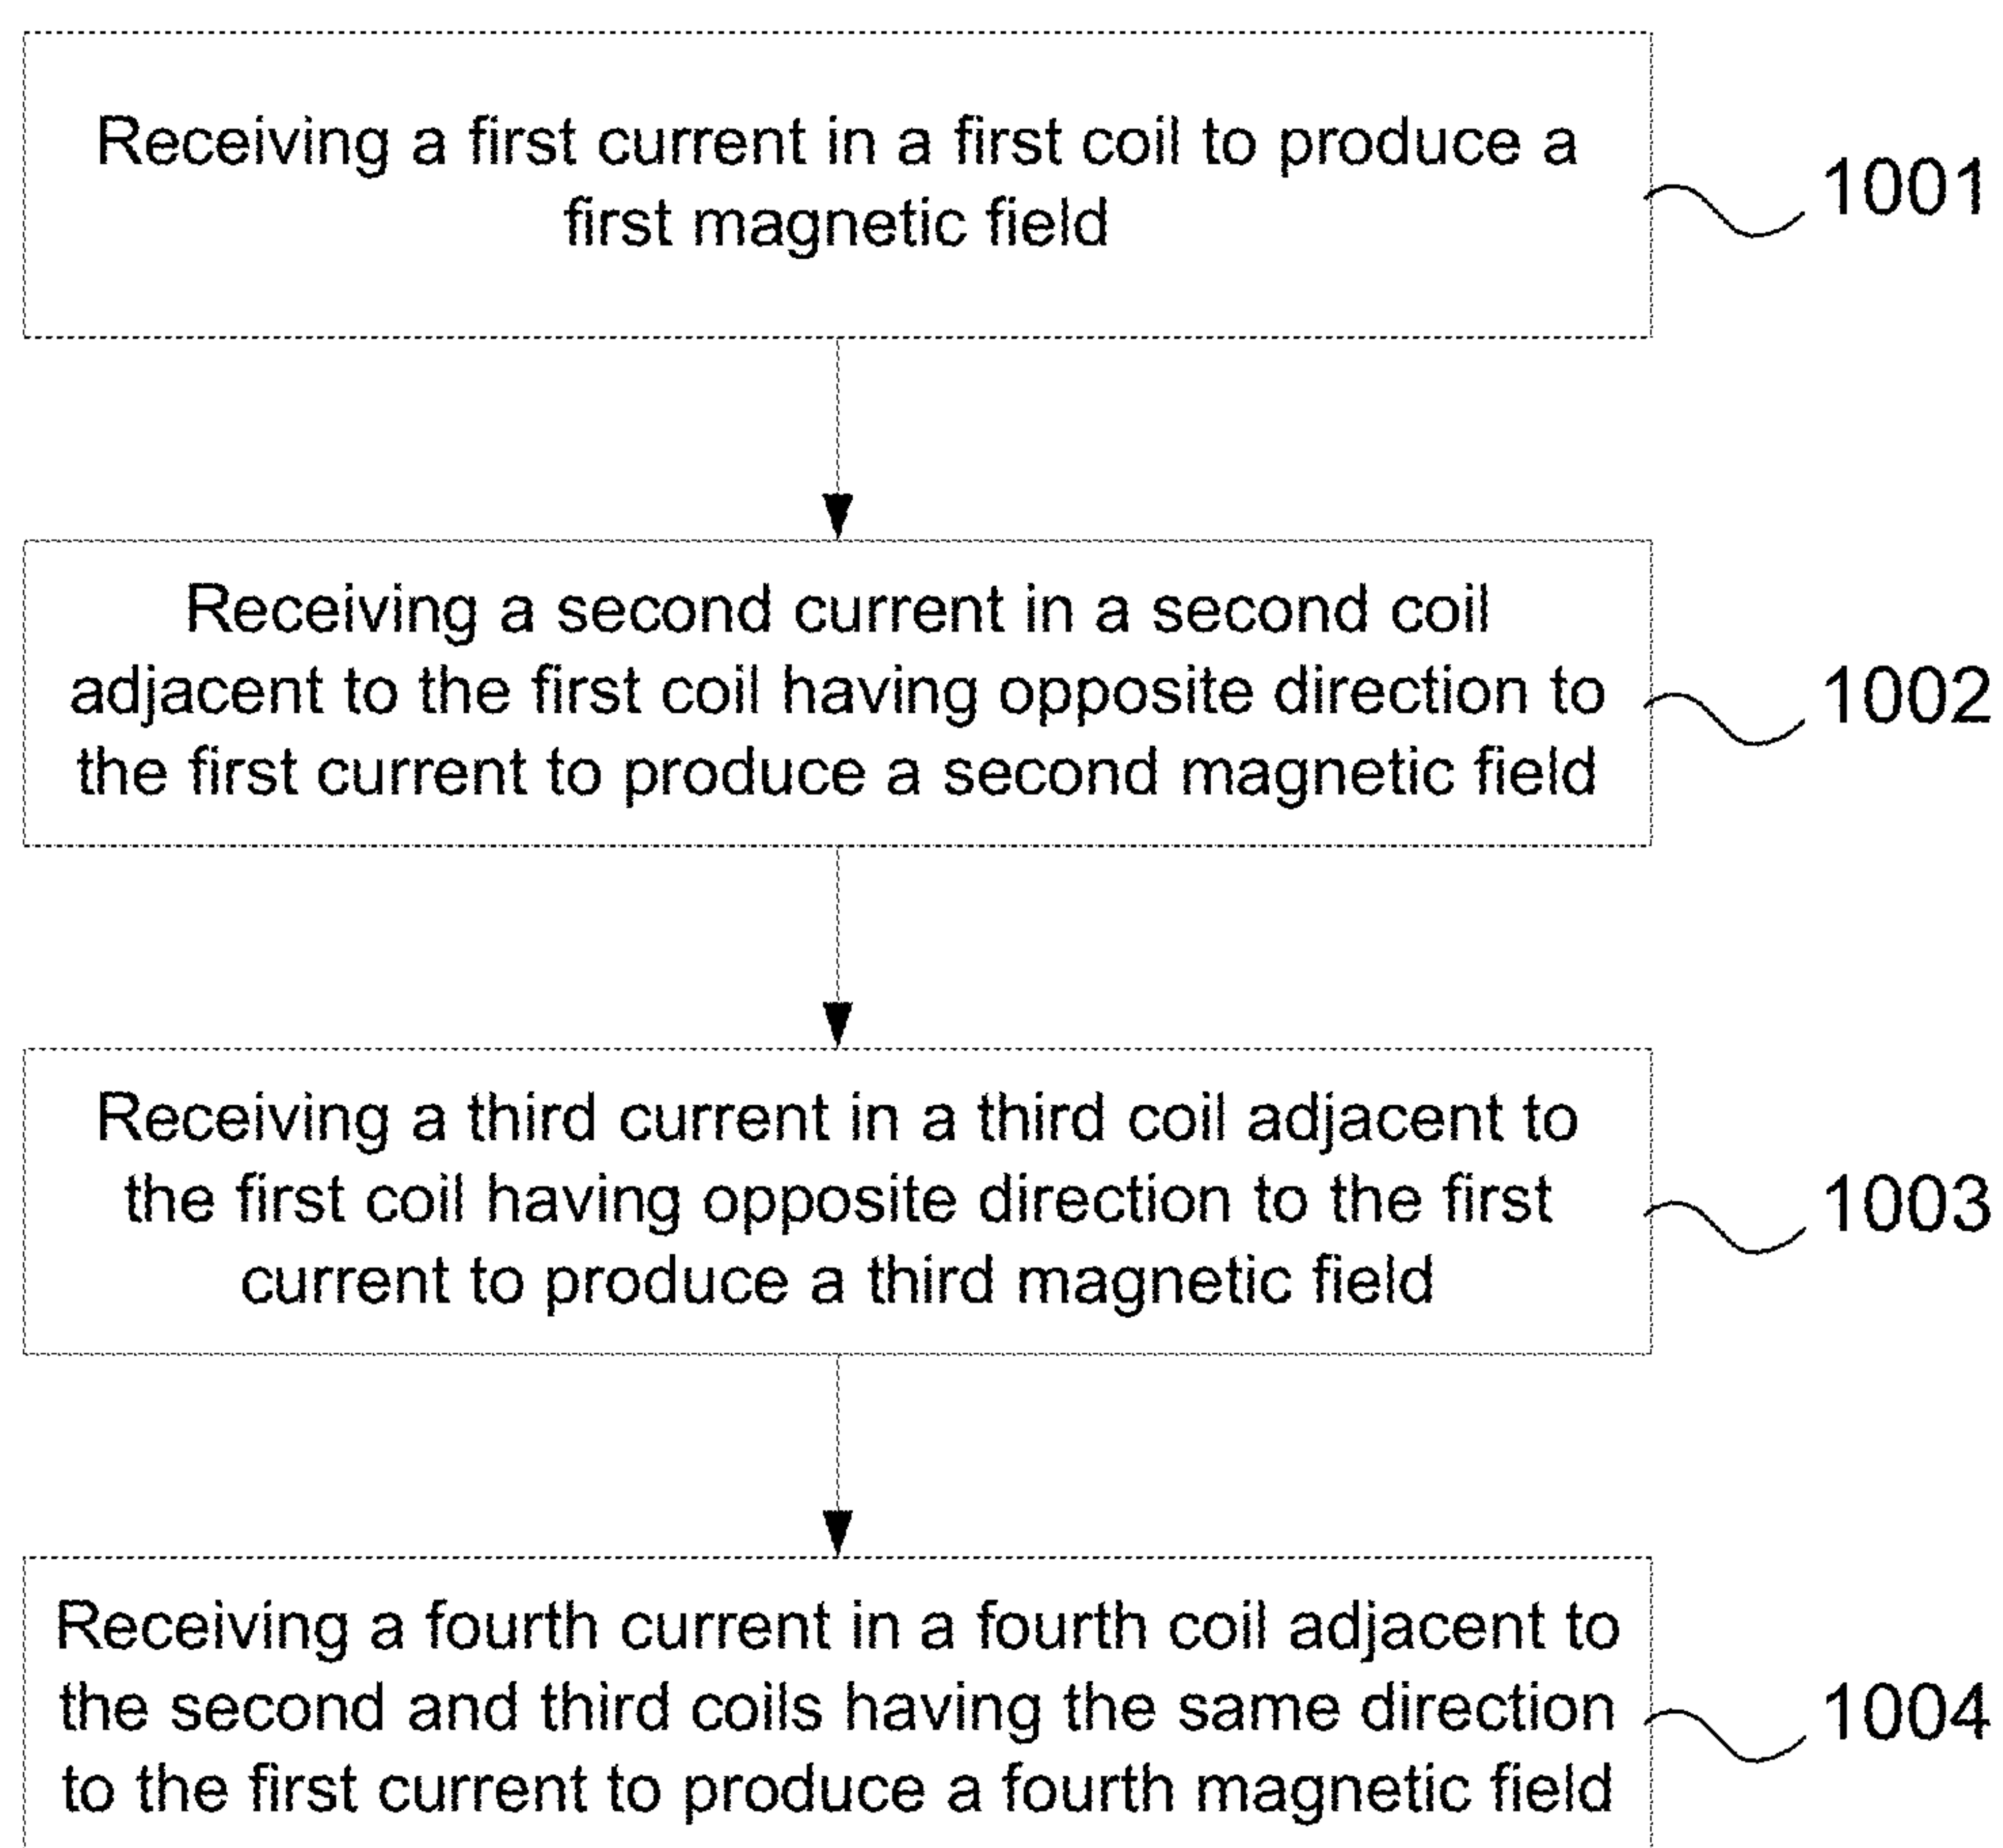 Receiving a first current in a first coil to produce a
first magnetic field
1001
Receiving a second current in a second coil
adjacent to the first coil having opposite direction to
the first current to produce a second magnetic field
1002
Receiving a third current in a third coil adjacent to
the first coil having opposite direction to the first
current to produce a third magnetic field
1003
Receiving a fourth current in a fourth coil adjacent to
the second and third coils having the same direction
to the first current to produce a fourth magnetic field
1004